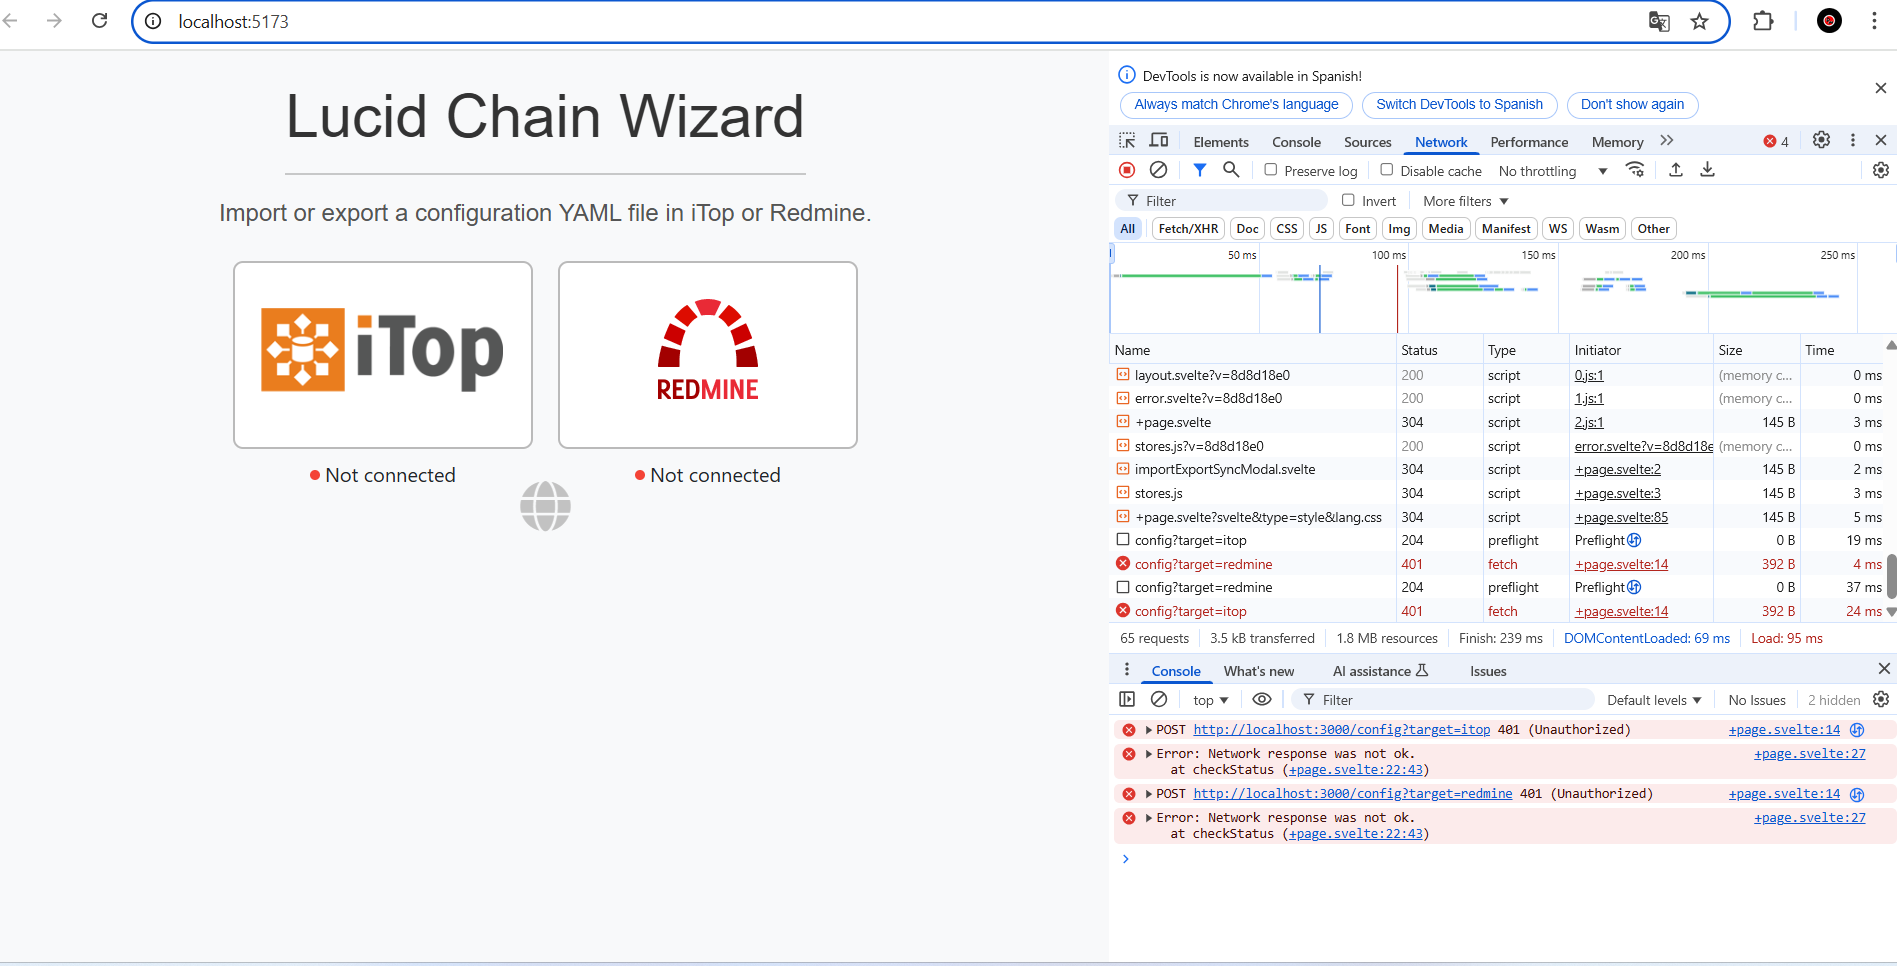 localhost:5173
Lucid Chain Wizard
Import or export a configuration YAML file in iTop or Redmine.
iTop
REDMINE
Not connected
Not connected
DevTools is now available in Spanish!
Always match Chrome's language
Switch DevTools to Spanish
Don't show again
Elements Console Sources Network Performance Memory 4
Preserve log Disable cache No throttling
Filter Invert More filters
All Fetch/XHR Doc CSS JS Font Img Media Manifest WS Wasm Other
50 ms 100 ms 150 ms 200 ms 250 ms
Name Status Type Initiator Size Time
layout.svelte?v=8d8d18e0 200 script 0.js:1 (memory c... 0 ms
error.svelte?v=8d8d18e0 200 script 1.js:1 (memory c... 0 ms
+page.svelte 304 script 2.js:1 145 B 3 ms
stores.js?v=8d8d18e0 200 script error.svelte?v=8d8d18e (memory c... 0 ms
importExportSyncModal.svelte 304 script +page.svelte:2 145 B 2 ms
stores.js 304 script +page.svelte:3 145 B 3 ms
+page.svelte?svelte&type=style&lang.css 304 script +page.svelte:85 145 B 5 ms
config?target=itop 204 preflight Preflight 0 B 19 ms
config?target=redmine 401 fetch +page.svelte:14 392 B 4 ms
config?target=redmine 204 preflight Preflight 0 B 37 ms
config?target=itop 401 fetch +page.svelte:14 392 B 24 ms
65 requests 3.5 kB transferred 1.8 MB resources Finish: 239 ms DOMContentLoaded: 69 ms Load: 95 ms
Console What's new AI assistance Issues
top Filter Default levels No Issues 2 hidden
POST http://localhost:3000/config?target=itop 401 (Unauthorized) +page.svelte:14
Error: Network response was not ok. +page.svelte:27
at checkStatus (+page.svelte:22:43)
POST http://localhost:3000/config?target=redmine 401 (Unauthorized) +page.svelte:14
Error: Network response was not ok. +page.svelte:27
at checkStatus (+page.svelte:22:43)